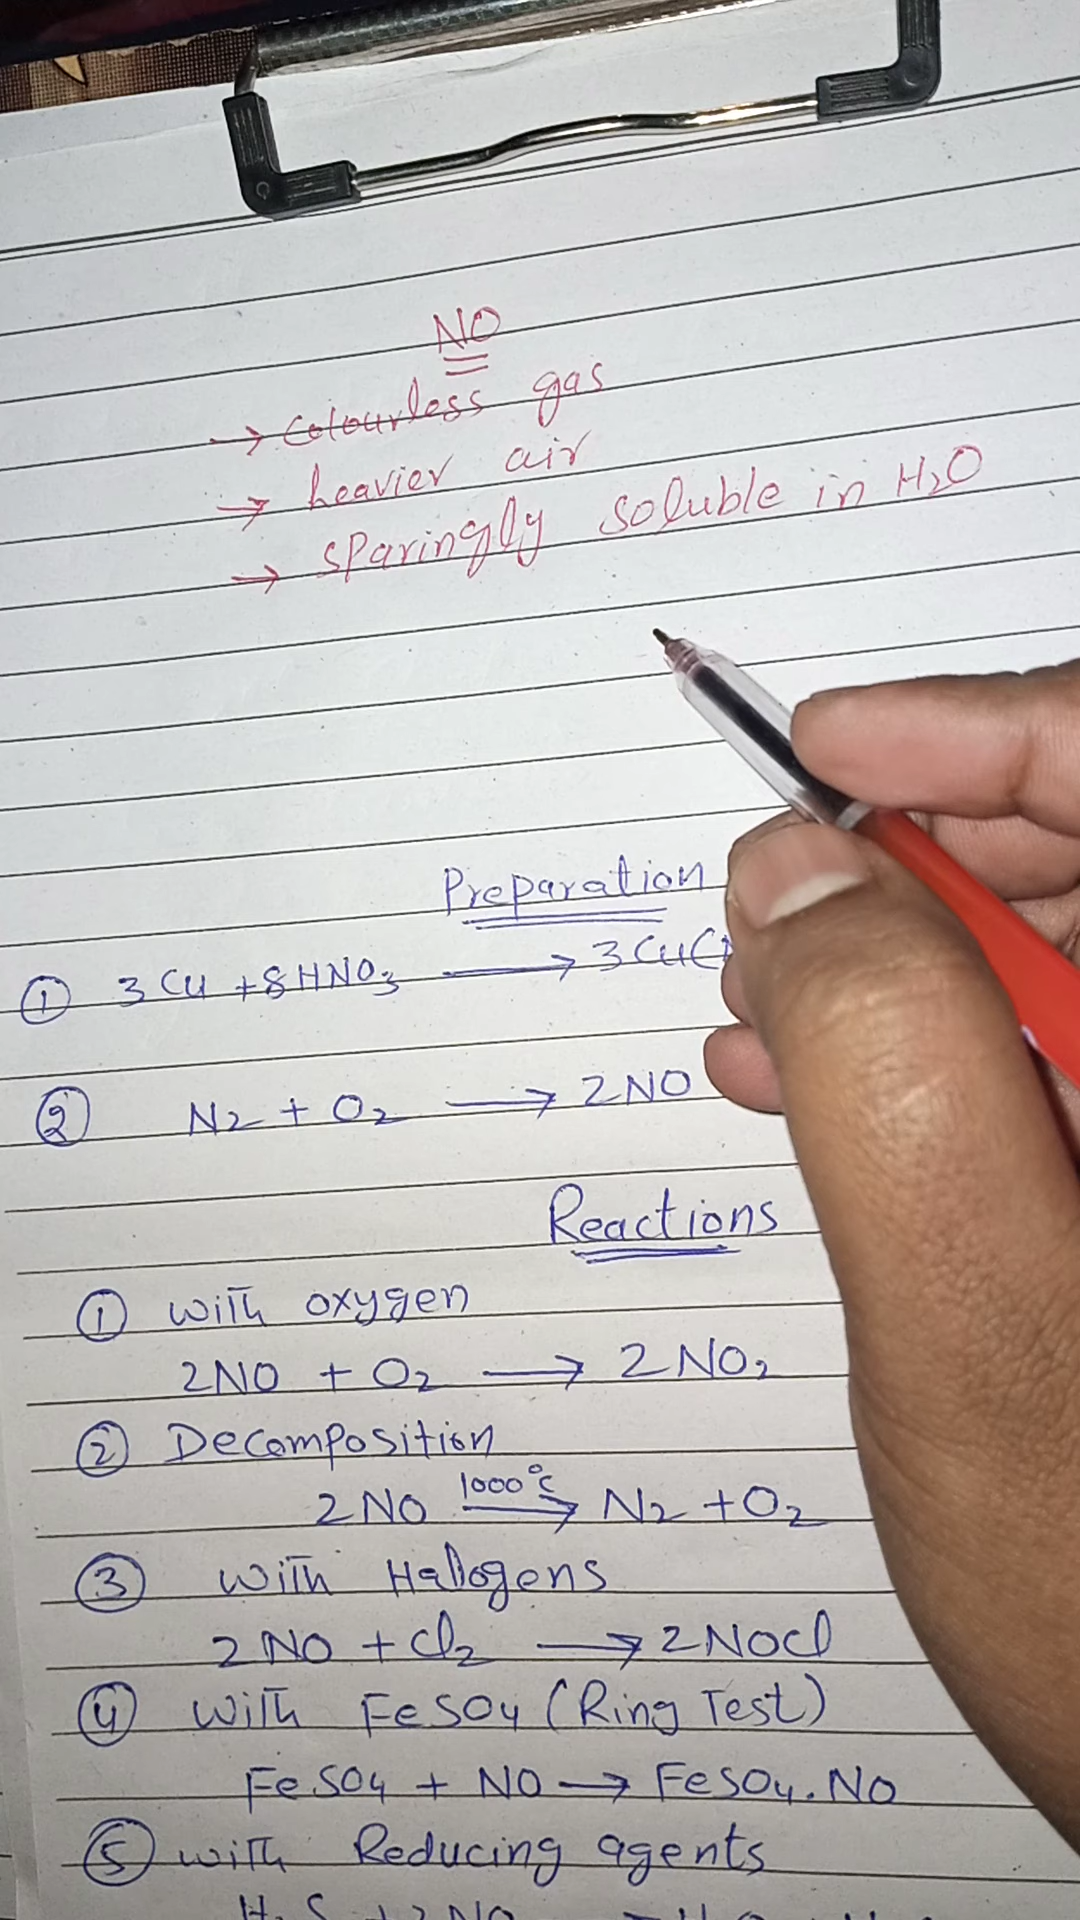 NO
→ Colourless gas
→ heavier air
→ sparingly soluble in H₂O
Preparation
① 3Cu + 8HNO₃ ⟶ 3Cu(
② N₂ + O₂ ⟶ 2NO
Reactions
① with oxygen
2NO + O₂ ⟶ 2NO₂
② Decomposition
2NO 1000°c ⟶ N₂ + O₂
③ with Halogens
2NO + Cl₂ ⟶ 2NOCl
④ with FeSO₄ (Ring Test)
FeSO₄ + NO ⟶ FeSO₄.NO
⑤ with Reducing agents